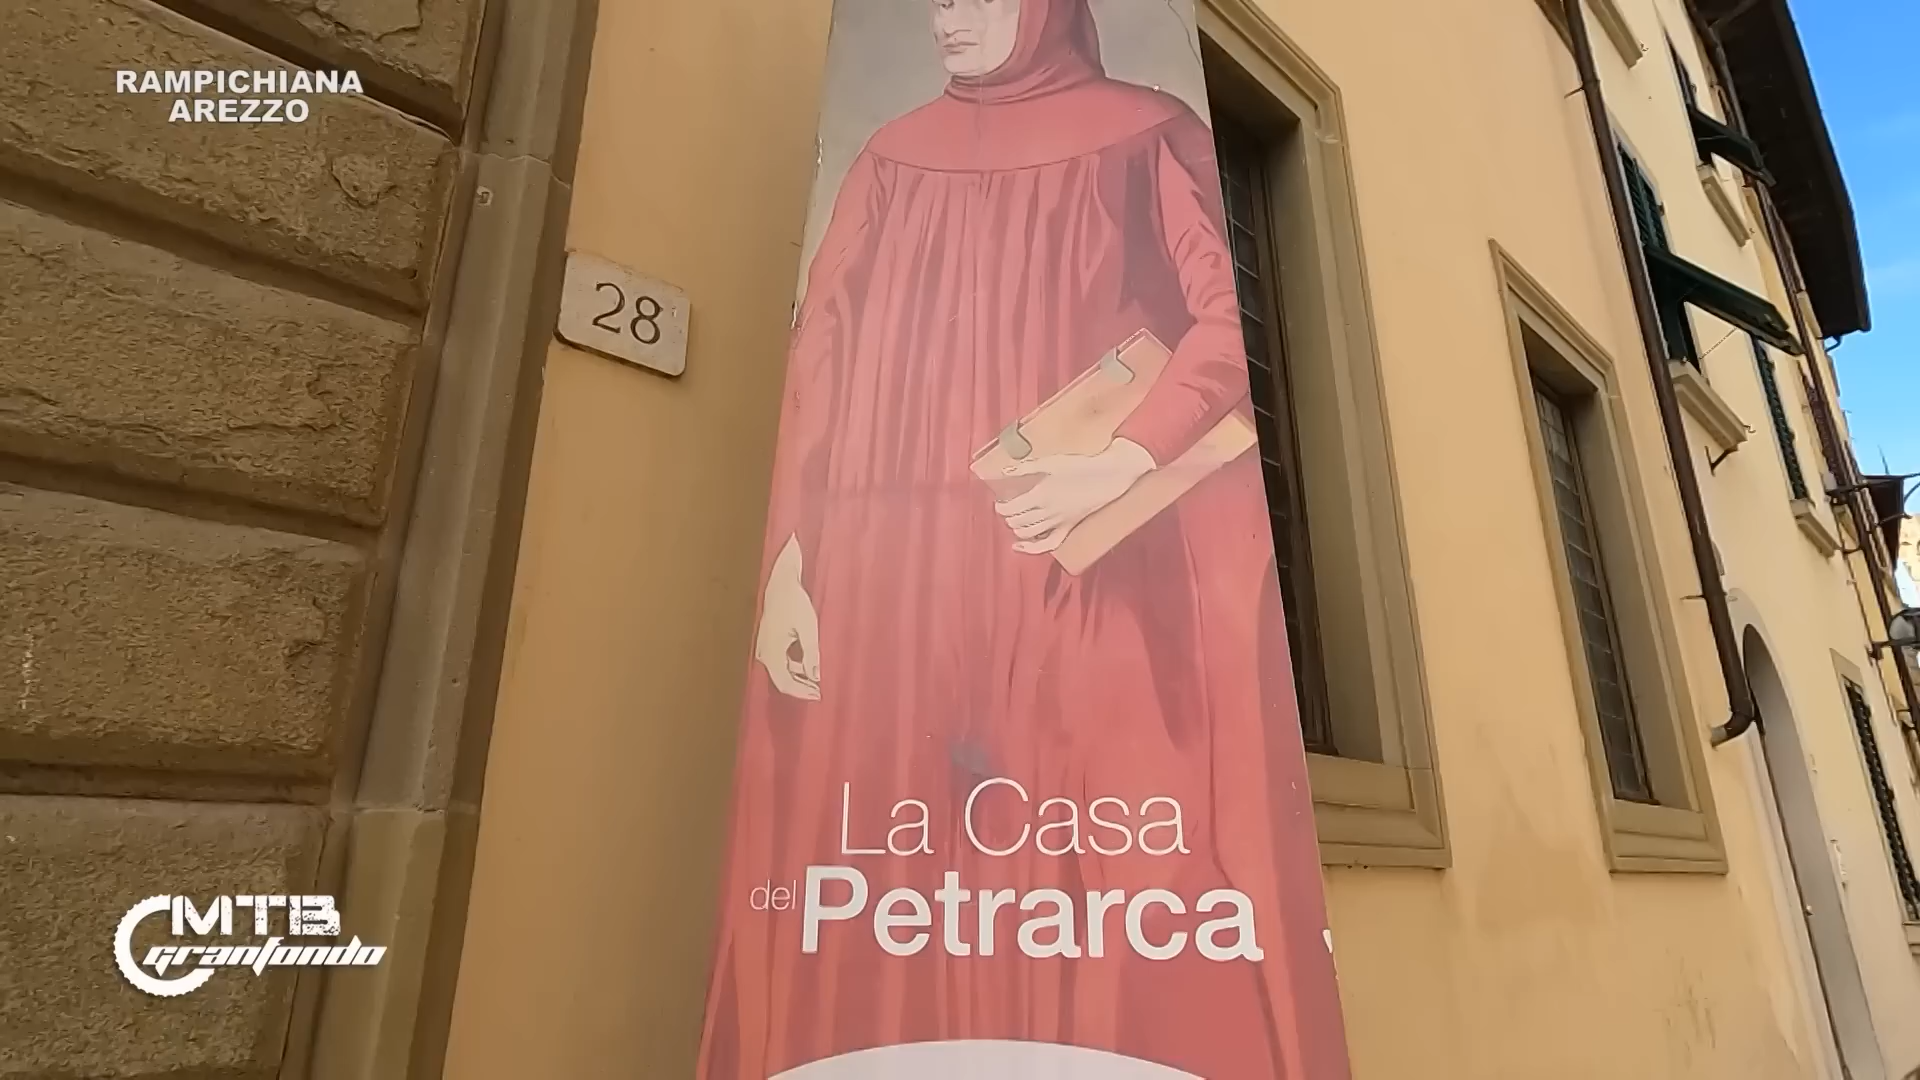 RAMPICHIANA
AREZZO
28
La Casa
del Petrarca
MTB
granfondo